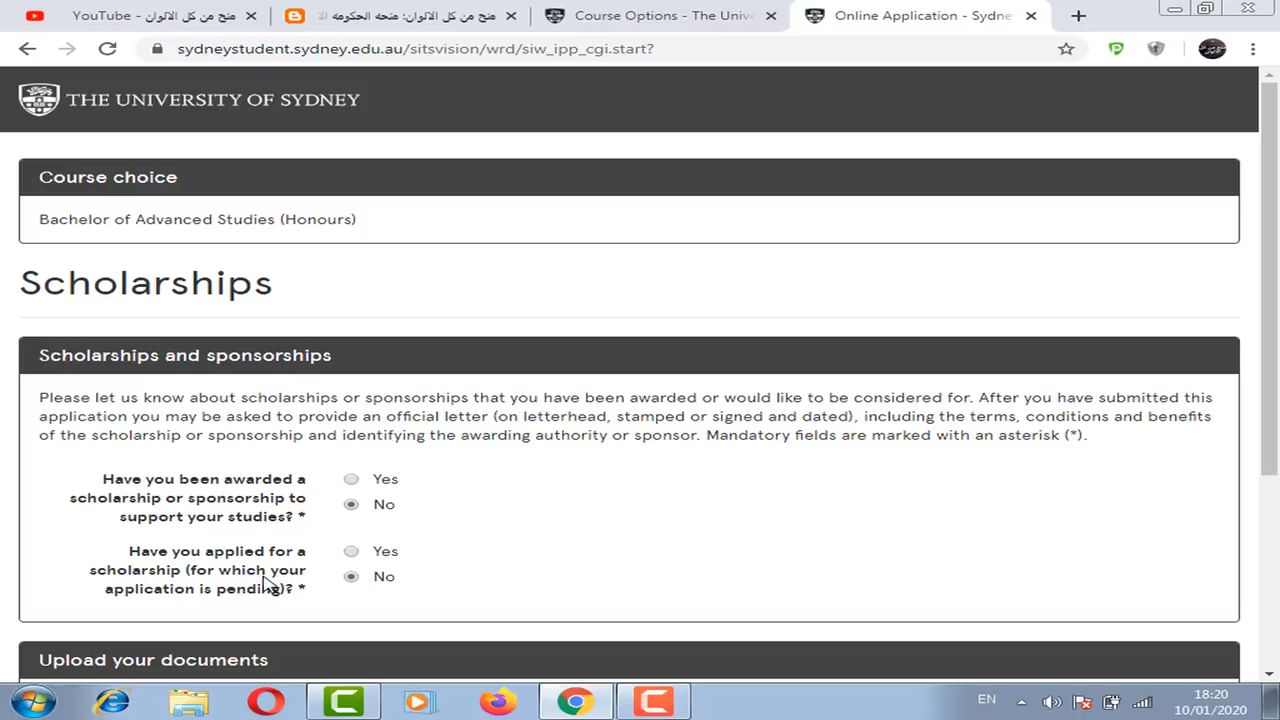 منح من كل الالوان - YouTube
منح من كل الالوان: منحه الحكومه الا
Course Options - The Unive
Online Application - Sydne
sydneystudent.sydney.edu.au/sitsvision/wrd/siw_ipp_cgi.start?
THE UNIVERSITY OF SYDNEY
Course choice
Bachelor of Advanced Studies (Honours)
Scholarships
Scholarships and sponsorships
Please let us know about scholarships or sponsorships that you have been awarded or would like to be considered for. After you have submitted this
application you may be asked to provide an official letter (on letterhead, stamped or signed and dated), including the terms, conditions and benefits
of the scholarship or sponsorship and identifying the awarding authority or sponsor. Mandatory fields are marked with an asterisk (*).
Have you been awarded a
scholarship or sponsorship to
support your studies? *
Yes
No
Have you applied for a
scholarship (for which your
application is pending)? *
Yes
No
Upload your documents
EN
18:20
10/01/2020